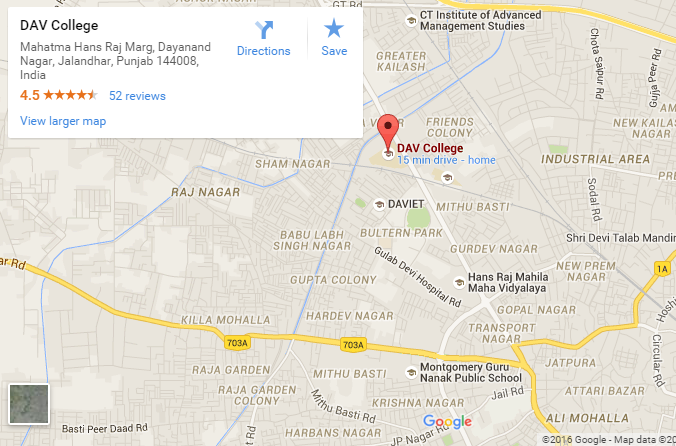 DAV College
Mahatma Hans Raj Marg, Dayanand
Nagar, Jalandhar, Punjab 144008,
India
Directions
Save
4.5
52 reviews
View larger map
CT Institute of Advanced
Management Studies
GREATER
KAILASH
Chota Saipur Rd
Gujja Peer Rd
FRIENDS
COLONY
NEW KAILAS
NAGAR
DAV College
15 min drive - home
INDUSTRIAL AREA
SHAM NAGAR
RAJ NAGAR
DAVIET
MITHU BASTI
Sodal Rd
BABU LABH
SINGH NAGAR
BULTERN PARK
GURDEV NAGAR
Shri Devi Talab Mandir
Gulab Devi Hospital Rd
NEW PREM
NAGAR
1A
ar Rd
GUPTA COLONY
Hans Raj Mahila
Maha Vidyalaya
GOPAL NAGAR
Hosh
KILLA MOHALLA
HARDEV NAGAR
TRANSPORT
NAGAR
Circular Rd
703A
703A
JATPURA
RAJA GARDEN
COLONY
MITHU BASTI
Montgomery Guru
Nanak Public School
ATTARI BAZAR
Jail Rd
Mithu Basti Rd
KRISHNA NAGAR
ALI MOHALLA
Google
Basti Peer Daad Rd
HARBANS NAGAR
JP Nagar Rd
©2016 Google - Map data ©20